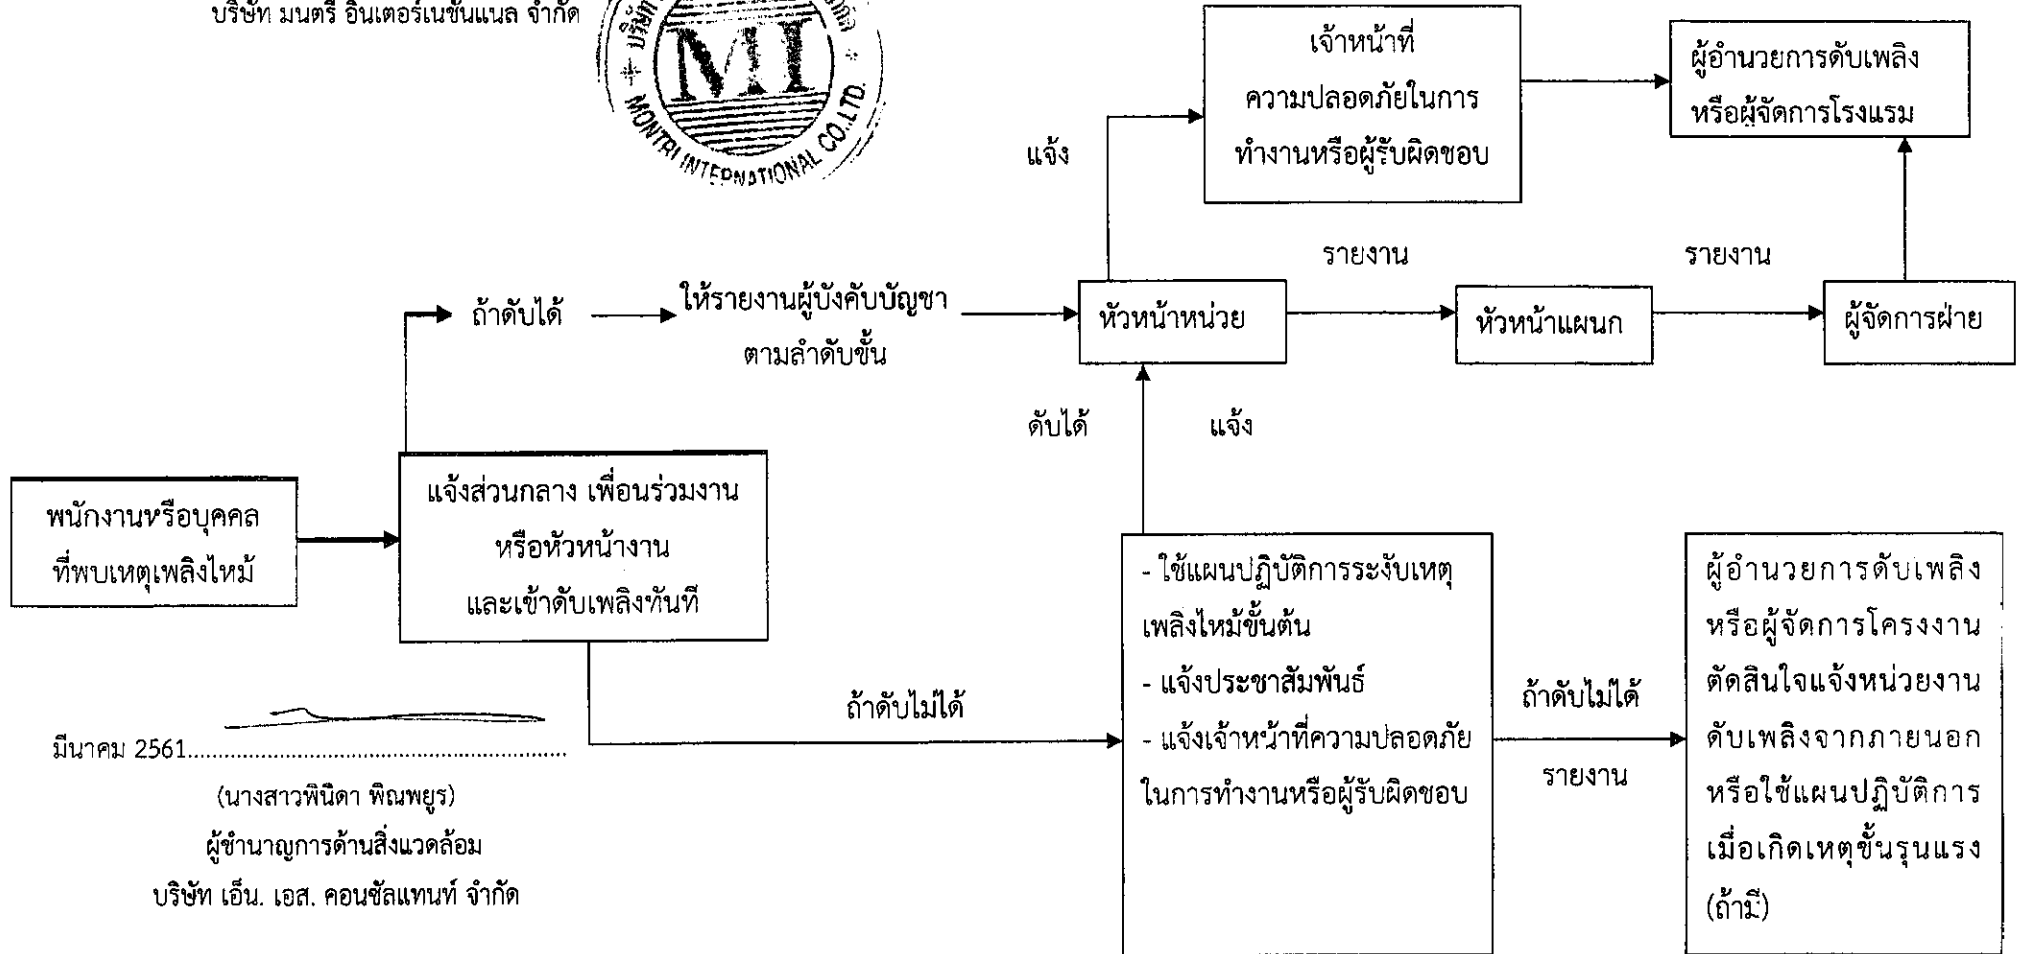 บริษัท มนตรี อินเตอร์เนชั่นแนล จำกัด
บริษัท
จำกัด
MI
MONTRI INTERNATIONAL CO.,LTD.
เจ้าหน้าที่
ความปลอดภัยในการ
ทำงานหรือผู้รับผิดชอบ
ผู้อำนวยการดับเพลิง
หรือผู้จัดการโรงแรม
แจ้ง
รายงาน
รายงาน
ถ้าดับได้
ให้รายงานผู้บังคับบัญชา
ตามลำดับขั้น
หัวหน้าหน่วย
หัวหน้าแผนก
ผู้จัดการฝ่าย
ดับได้
แจ้ง
พนักงานหรือบุคคล
ที่พบเหตุเพลิงไหม้
แจ้งส่วนกลาง เพื่อนร่วมงาน
หรือหัวหน้างาน
และเข้าดับเพลิงทันที
ถ้าดับไม่ได้
- ใช้แผนปฏิบัติการระงับเหตุ
เพลิงไหม้ขั้นต้น
- แจ้งประชาสัมพันธ์
- แจ้งเจ้าหน้าที่ความปลอดภัย
ในการทำงานหรือผู้รับผิดชอบ
ถ้าดับไม่ได้
รายงาน
ผู้อำนวยการดับเพลิง
หรือผู้จัดการโครงงาน
ตัดสินใจแจ้งหน่วยงาน
ดับเพลิงจากภายนอก
หรือใช้แผนปฏิบัติการ
เมื่อเกิดเหตุขั้นรุนแรง
(ถ้ามี)
มีนาคม 2561
(นางสาวพินิดา พิณพยูร)
ผู้ชำนาญการด้านสิ่งแวดล้อม
บริษัท เอ็น. เอส. คอนซัลแทนท์ จำกัด